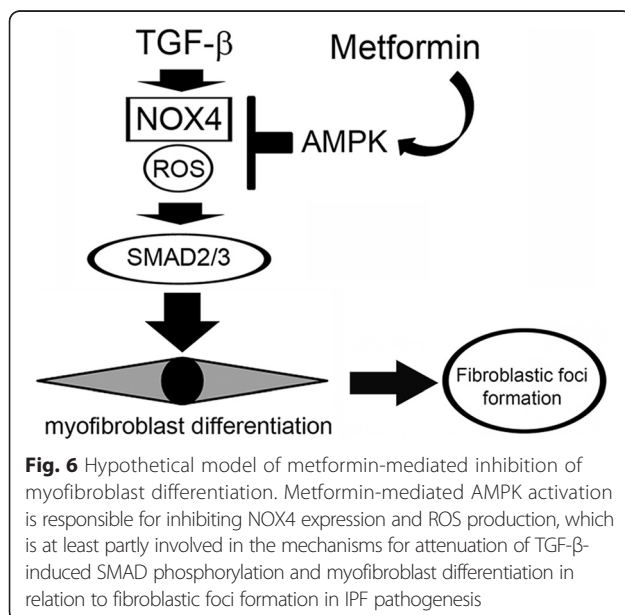 TGF-β
Metformin
NOX4
ROS
AMPK
SMAD2/3
Fibroblastic foci
formation
myofibroblast differentiation
Fig. 6 Hypothetical model of metformin-mediated inhibition of
myofibroblast differentiation. Metformin-mediated AMPK activation
is responsible for inhibiting NOX4 expression and ROS production, which
is at least partly involved in the mechanisms for attenuation of TGF-β-
induced SMAD phosphorylation and myofibroblast differentiation in
relation to fibroblastic foci formation in IPF pathogenesis